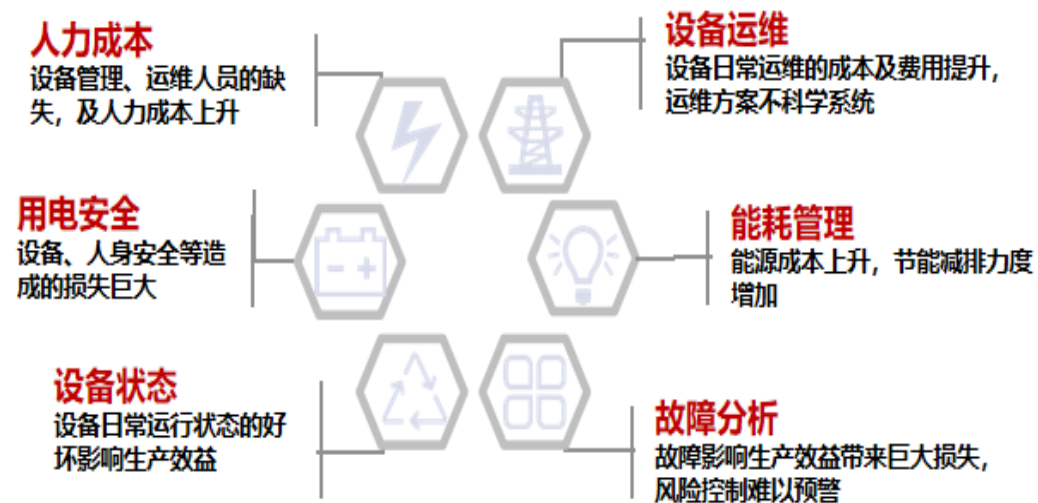 人力成本
设备管理、运维人员的缺
失，及人力成本上升
设备运维
设备日常运维的成本及费用提升，
运维方案不科学系统
用电安全
设备、人身安全等造
成的损失巨大
能耗管理
能源成本上升，节能减排力度
增加
设备状态
设备日常运行状态的好
坏影响生产效益
故障分析
故障影响生产效益带来巨大损失，
风险控制难以预警